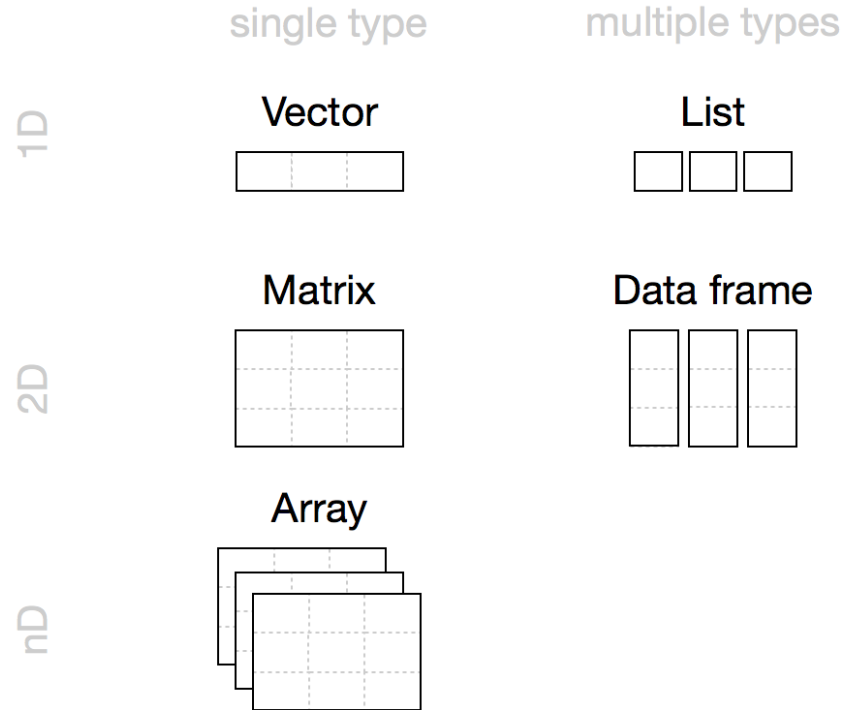 single type
multiple types
1D
Vector
List
2D
Matrix
Data frame
nD
Array